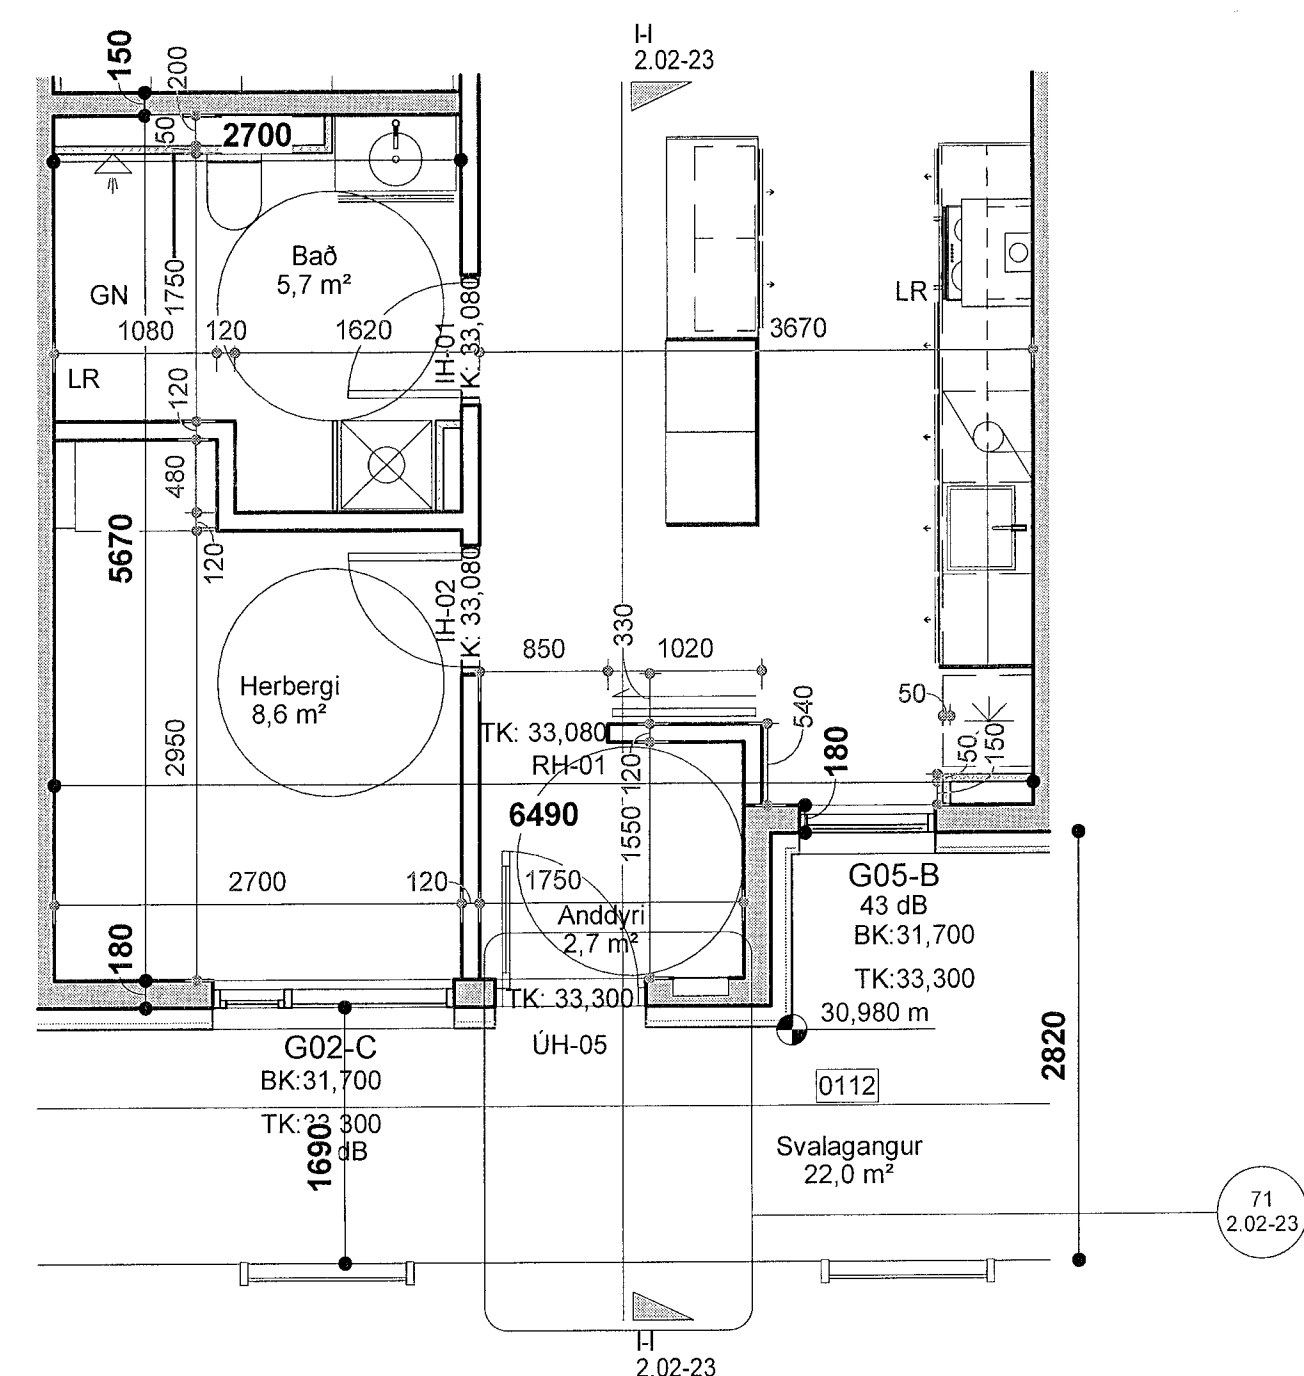 I-I
2.02-23
150
200
50
2700
Bað
5,7 m²
GN
1750
1080
120
1620
IH-01
TK: 33,080
3670
LR
LR
120
480
5670
120
IH-02
TK: 33,080
330
850
1020
Herbergi
8,6 m²
2950
TK: 33,080
RH-01
120
540
180
50
50
150
6490
1550
2700
120
1750
Anddyri
2,7 m²
180
TK: 33,300
ÚH-05
G05-B
43 dB
BK:31,700
TK:33,300
30,980 m
G02-C
BK:31,700
TK:33,300
dB
1690
2820
0112
Svalagangur
22,0 m²
71
2.02-23
I-I
2.02-23